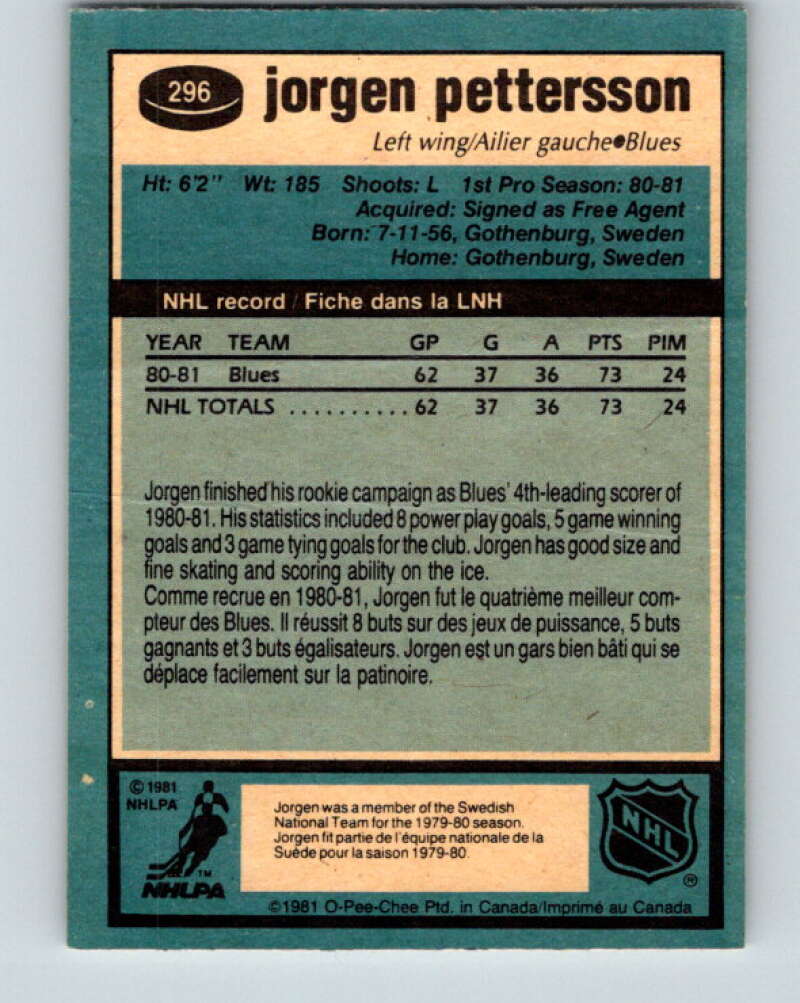 296 jorgen pettersson
Left wing/Ailier gauche●Blues
Ht: 6'2" Wt: 185 Shoots: L 1st Pro Season: 80-81
Acquired: Signed as Free Agent
Born: 7-11-56, Gothenburg, Sweden
Home: Gothenburg, Sweden
NHL record / Fiche dans la LNH
YEAR TEAM GP G A PTS PIM
80-81 Blues 62 37 36 73 24
NHL TOTALS .......... 62 37 36 73 24
Jorgen finished his rookie campaign as Blues' 4th-leading scorer of
1980-81. His statistics included 8 power play goals, 5 game winning
goals and 3 game tying goals for the club. Jorgen has good size and
fine skating and scoring ability on the ice.
Comme recrue en 1980-81, Jorgen fut le quatrième meilleur com-
pteur des Blues. Il réussit 8 buts sur des jeux de puissance, 5 buts
gagnants et 3 buts égalisateurs. Jorgen est un gars bien bâti qui se
déplace facilement sur la patinoire.
© 1981
NHLPA
TM
NHLPA
Jorgen was a member of the Swedish
National Team for the 1979-80 season.
Jorgen fit partie de l'équipe nationale de la
Suède pour la saison 1979-80.
NHL
®
©1981 O-Pee-Chee Ptd. in Canada/Imprimé au Canada